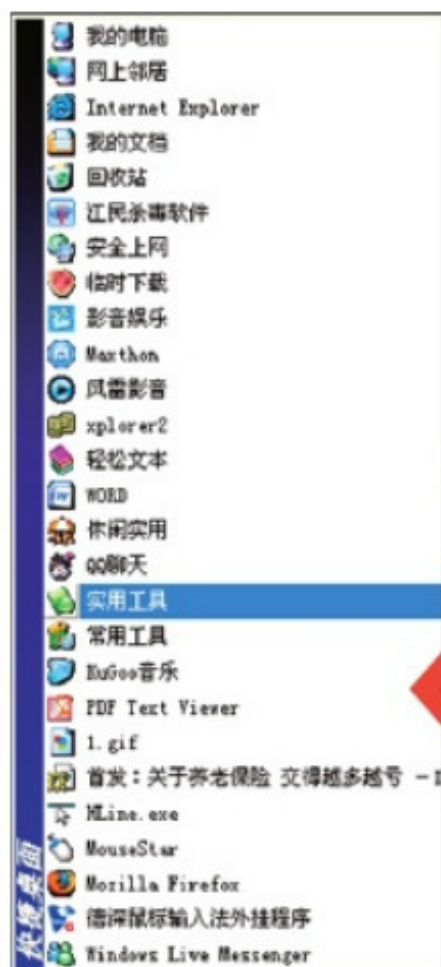 我的电脑
网上邻居
Internet Explorer
我的文档
回收站
江民杀毒软件
安全上网
临时下载
影音娱乐
Maxthon
风雷影音
xplorer2
轻松文本
WORD
休闲实用
QQ聊天
实用工具
常用工具
KuGoo音乐
PDF Text Viewer
1.gif
首发：关于养老保险 交得越多越亏 -
MLine.exe
MouseStar
Mozilla Firefox
德深鼠标输入法外挂程序
Windows Live Messenger
快捷桌面